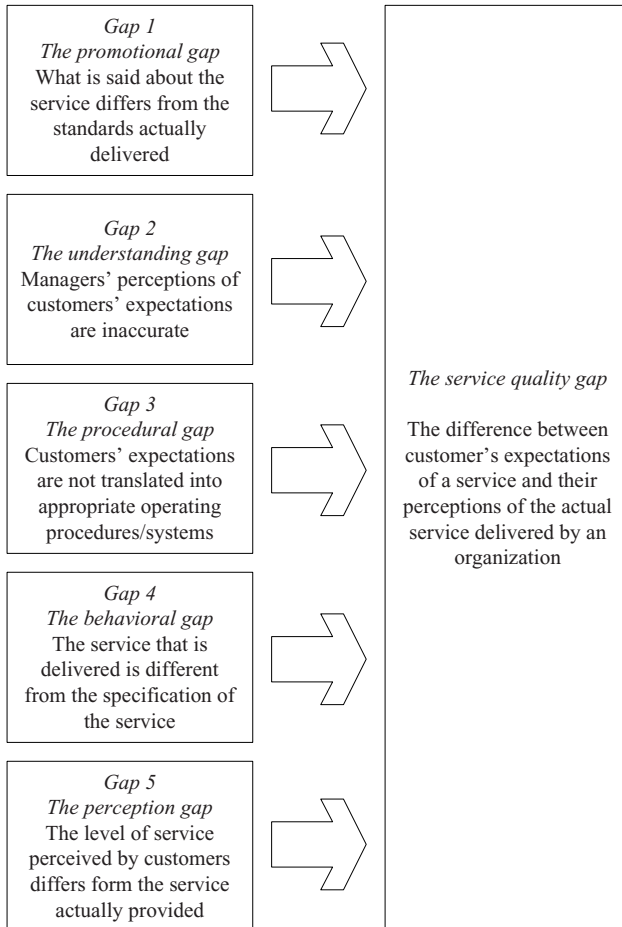 Gap 1
The promotional gap
What is said about the
service differs from the
standards actually
delivered
Gap 2
The understanding gap
Managers’ perceptions of
customers’ expectations
are inaccurate
Gap 3
The procedural gap
Customers’ expectations
are not translated into
appropriate operating
procedures/systems
Gap 4
The behavioral gap
The service that is
delivered is different
from the specification of
the service
Gap 5
The perception gap
The level of service
perceived by customers
differs form the service
actually provided
The service quality gap
The difference between
customer’s expectations
of a service and their
perceptions of the actual
service delivered by an
organization